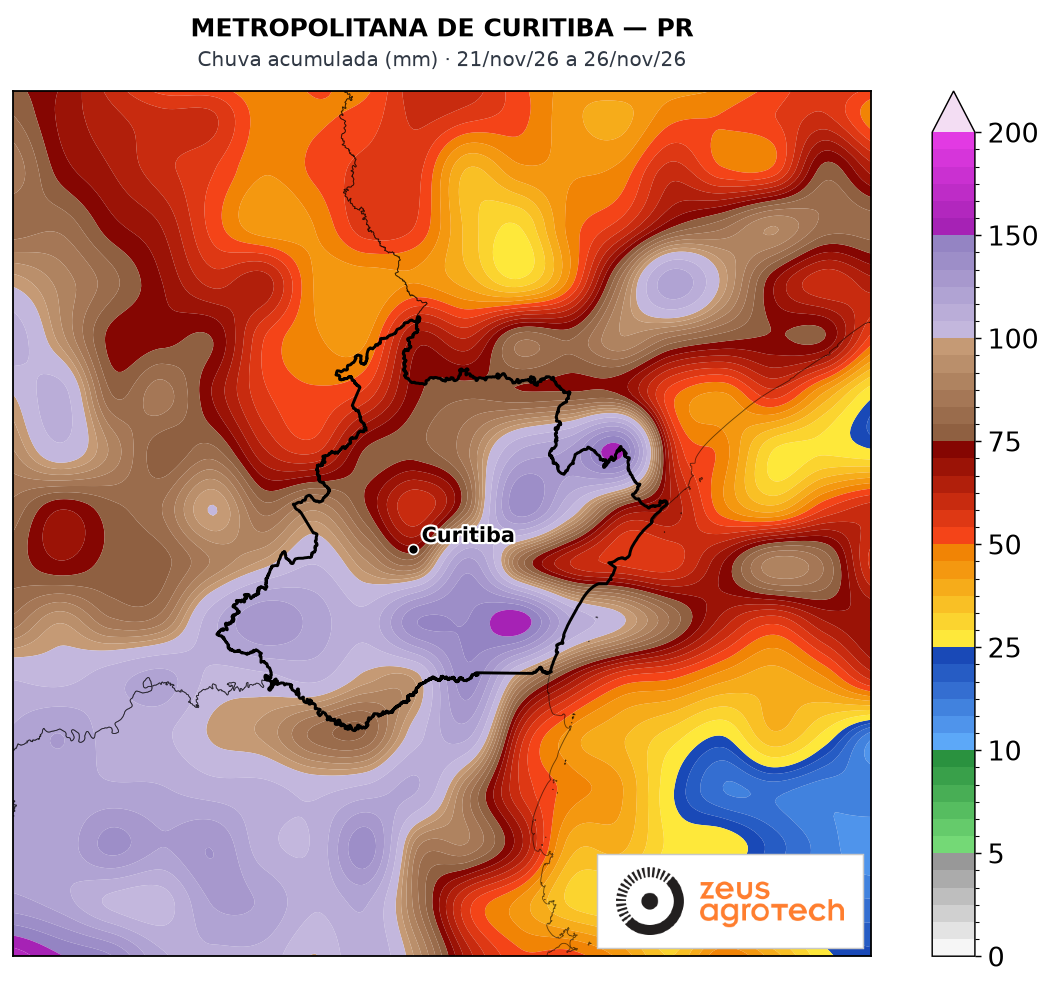 METROPOLITANA DE CURITIBA — PR
Chuva acumulada (mm) · 21/nov/26 a 26/nov/26
200
150
100
75
50
25
10
5
0
Curitiba
zeus
agrotech